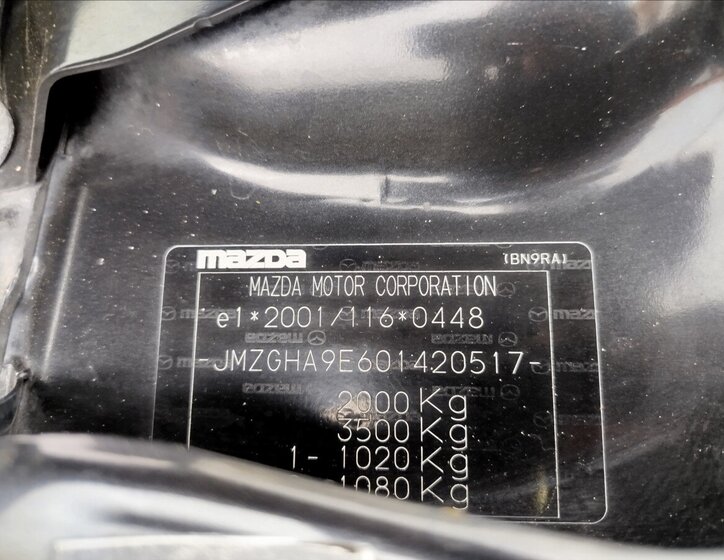 mazda (BN9RA)
MAZDA MOTOR CORPORATION
e1*2001/116*0448
-JMZGHA9E601420517-
2000 Kg
3500 Kg
1- 1020 Kg
1080 Kg